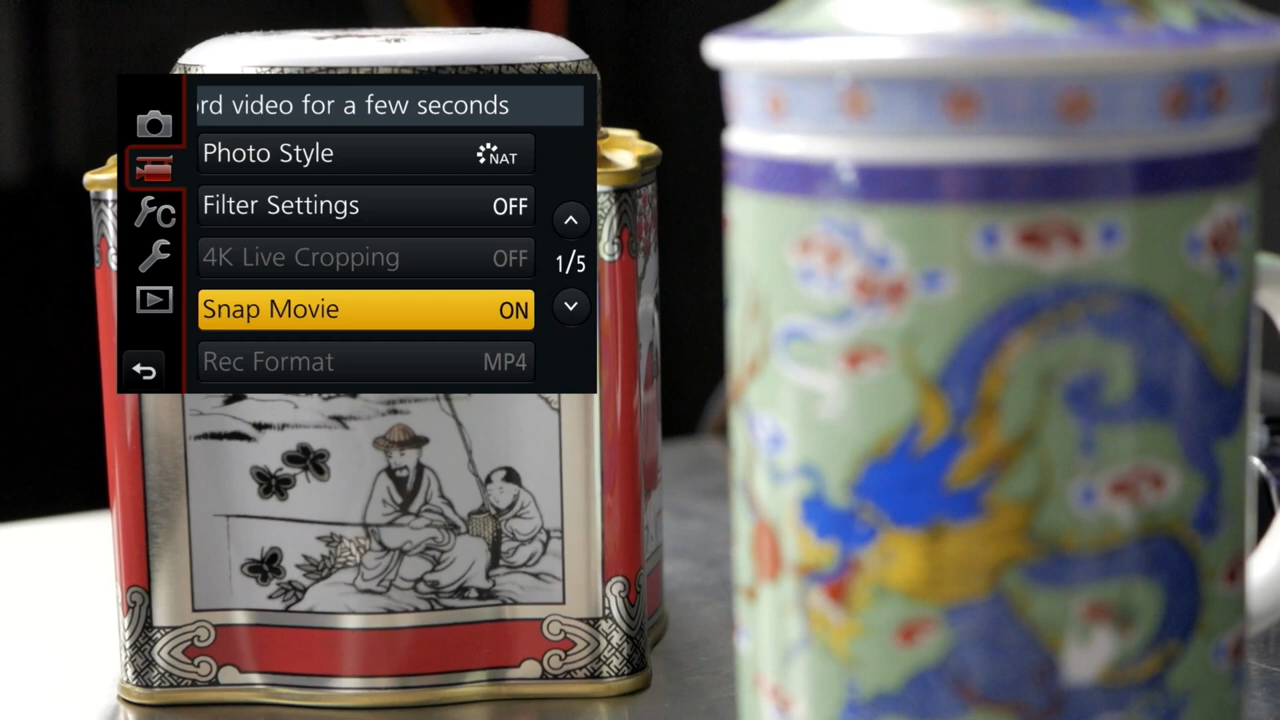 rd video for a few seconds
Photo Style NAT
Filter Settings OFF
4K Live Cropping OFF
1/5
Snap Movie ON
Rec Format MP4